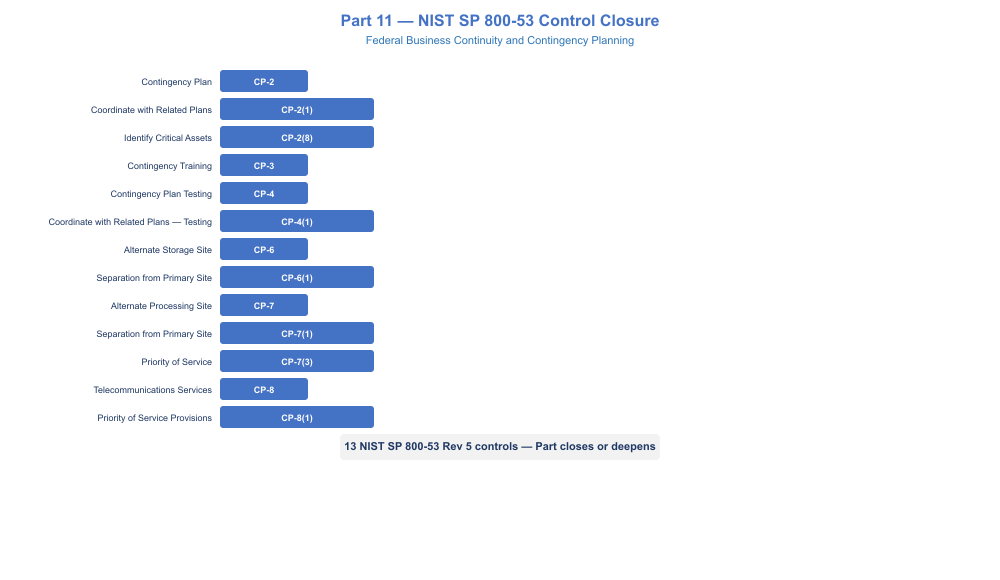 Part 11 — NIST SP 800-53 Control Closure
Federal Business Continuity and Contingency Planning
Contingency Plan CP-2
Coordinate with Related Plans CP-2(1)
Identify Critical Assets CP-2(8)
Contingency Training CP-3
Contingency Plan Testing CP-4
Coordinate with Related Plans — Testing CP-4(1)
Alternate Storage Site CP-6
Separation from Primary Site CP-6(1)
Alternate Processing Site CP-7
Separation from Primary Site CP-7(1)
Priority of Service CP-7(3)
Telecommunications Services CP-8
Priority of Service Provisions CP-8(1)
13 NIST SP 800-53 Rev 5 controls — Part closes or deepens